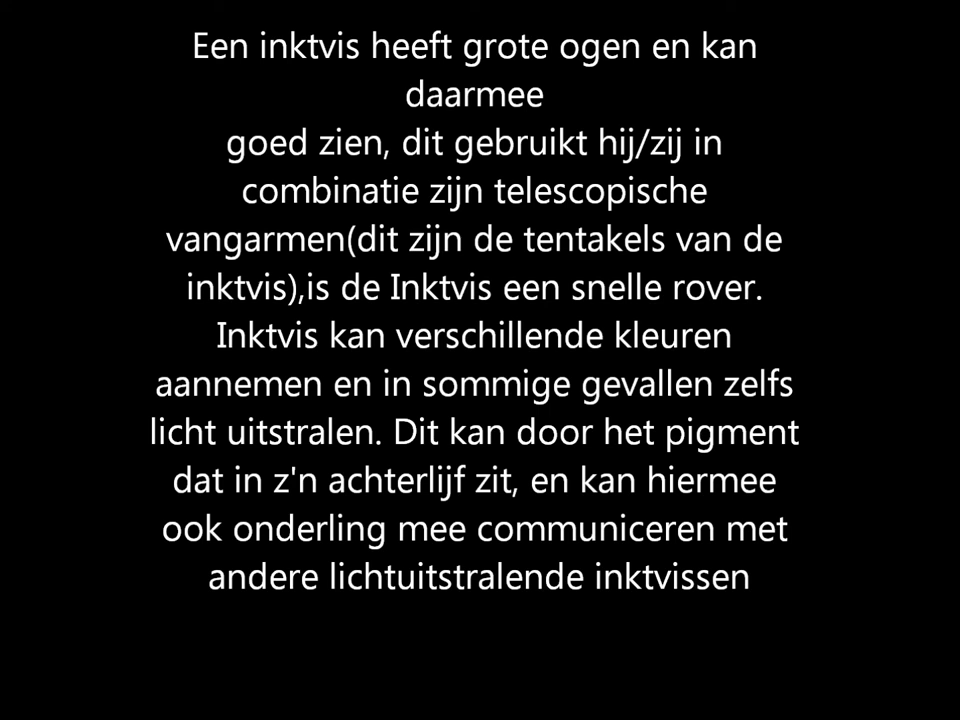 Een inktvis heeft grote ogen en kan
daarmee
goed zien, dit gebruikt hij/zij in
combinatie zijn telescopische
vangarmen(dit zijn de tentakels van de
inktvis),is de Inktvis een snelle rover.
Inktvis kan verschillende kleuren
aannemen en in sommige gevallen zelfs
licht uitstralen. Dit kan door het pigment
dat in z'n achterlijf zit, en kan hiermee
ook onderling mee communiceren met
andere lichtuitstralende inktvissen